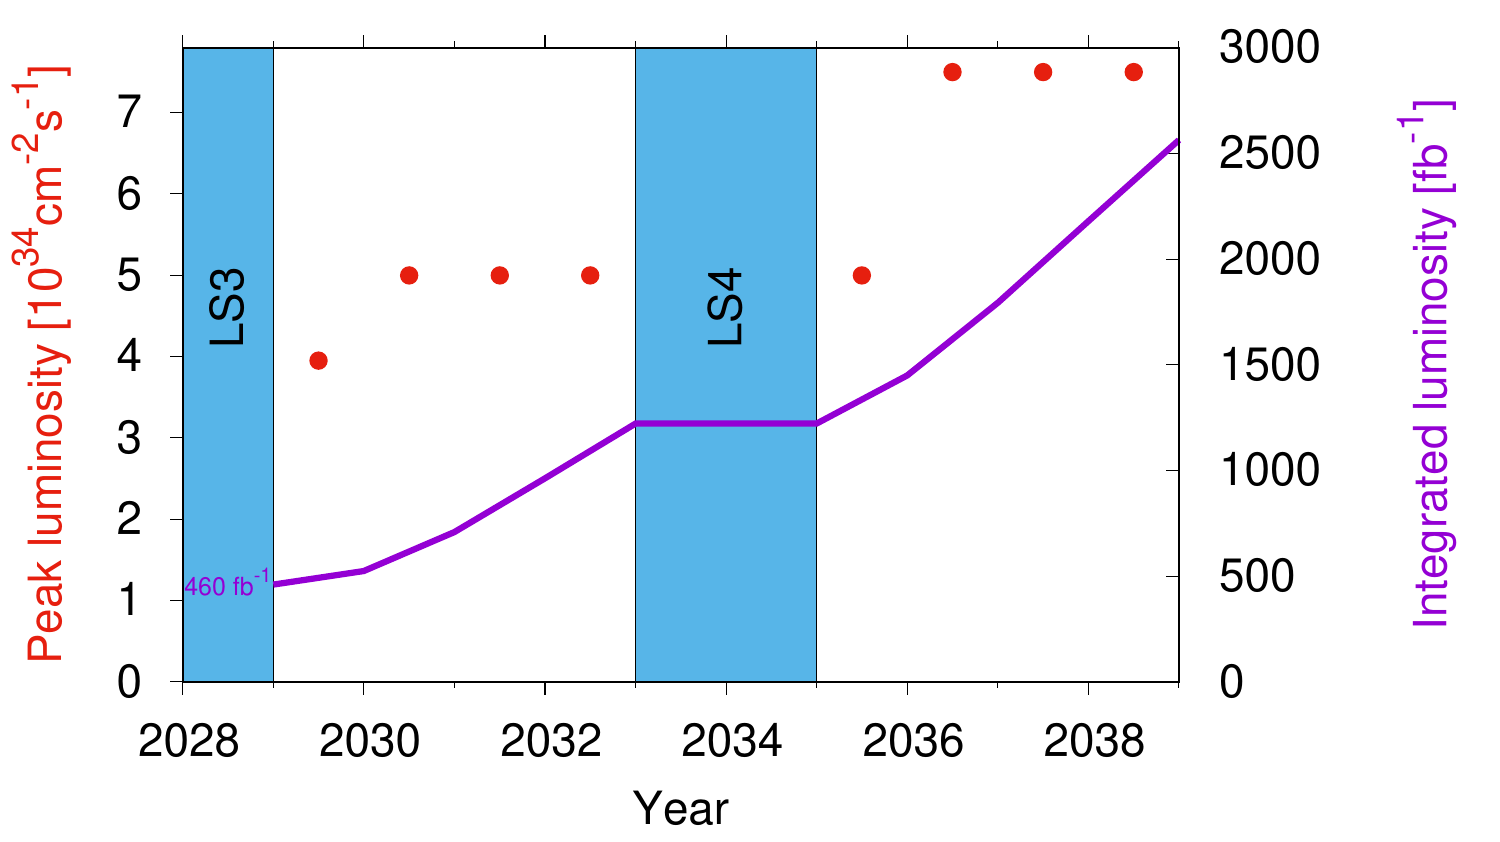 Peak luminosity [10^34 cm^-2 s^-1]
7
6
5
4
3
2
1
0
LS3
460 fb^-1
LS4
3000
2500
2000
1500
1000
500
0
Integrated luminosity [fb^-1]
2028 2030 2032 2034 2036 2038
Year